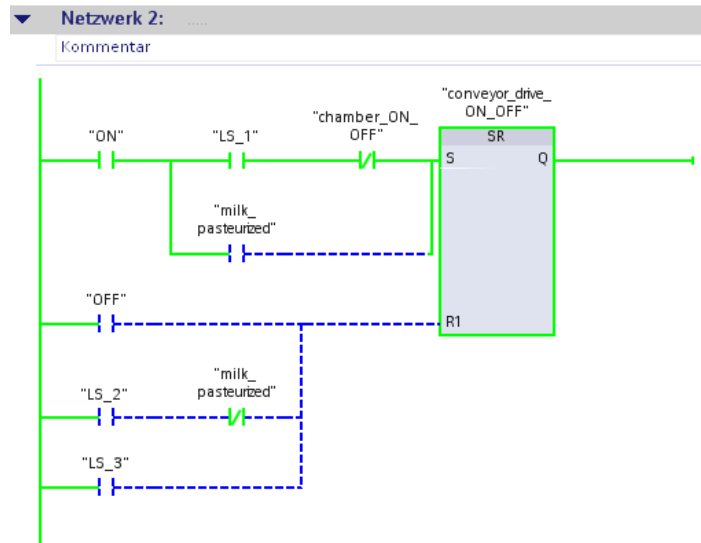 Netzwerk 2: .....
Kommentar
"conveyor_drive_
ON_OFF"
"chamber_ON_
OFF"
"ON"
"LS_1"
SR
S
Q
"milk_
pasteurized"
"OFF"
R1
"milk_
pasteurized"
"LS_2"
"LS_3"